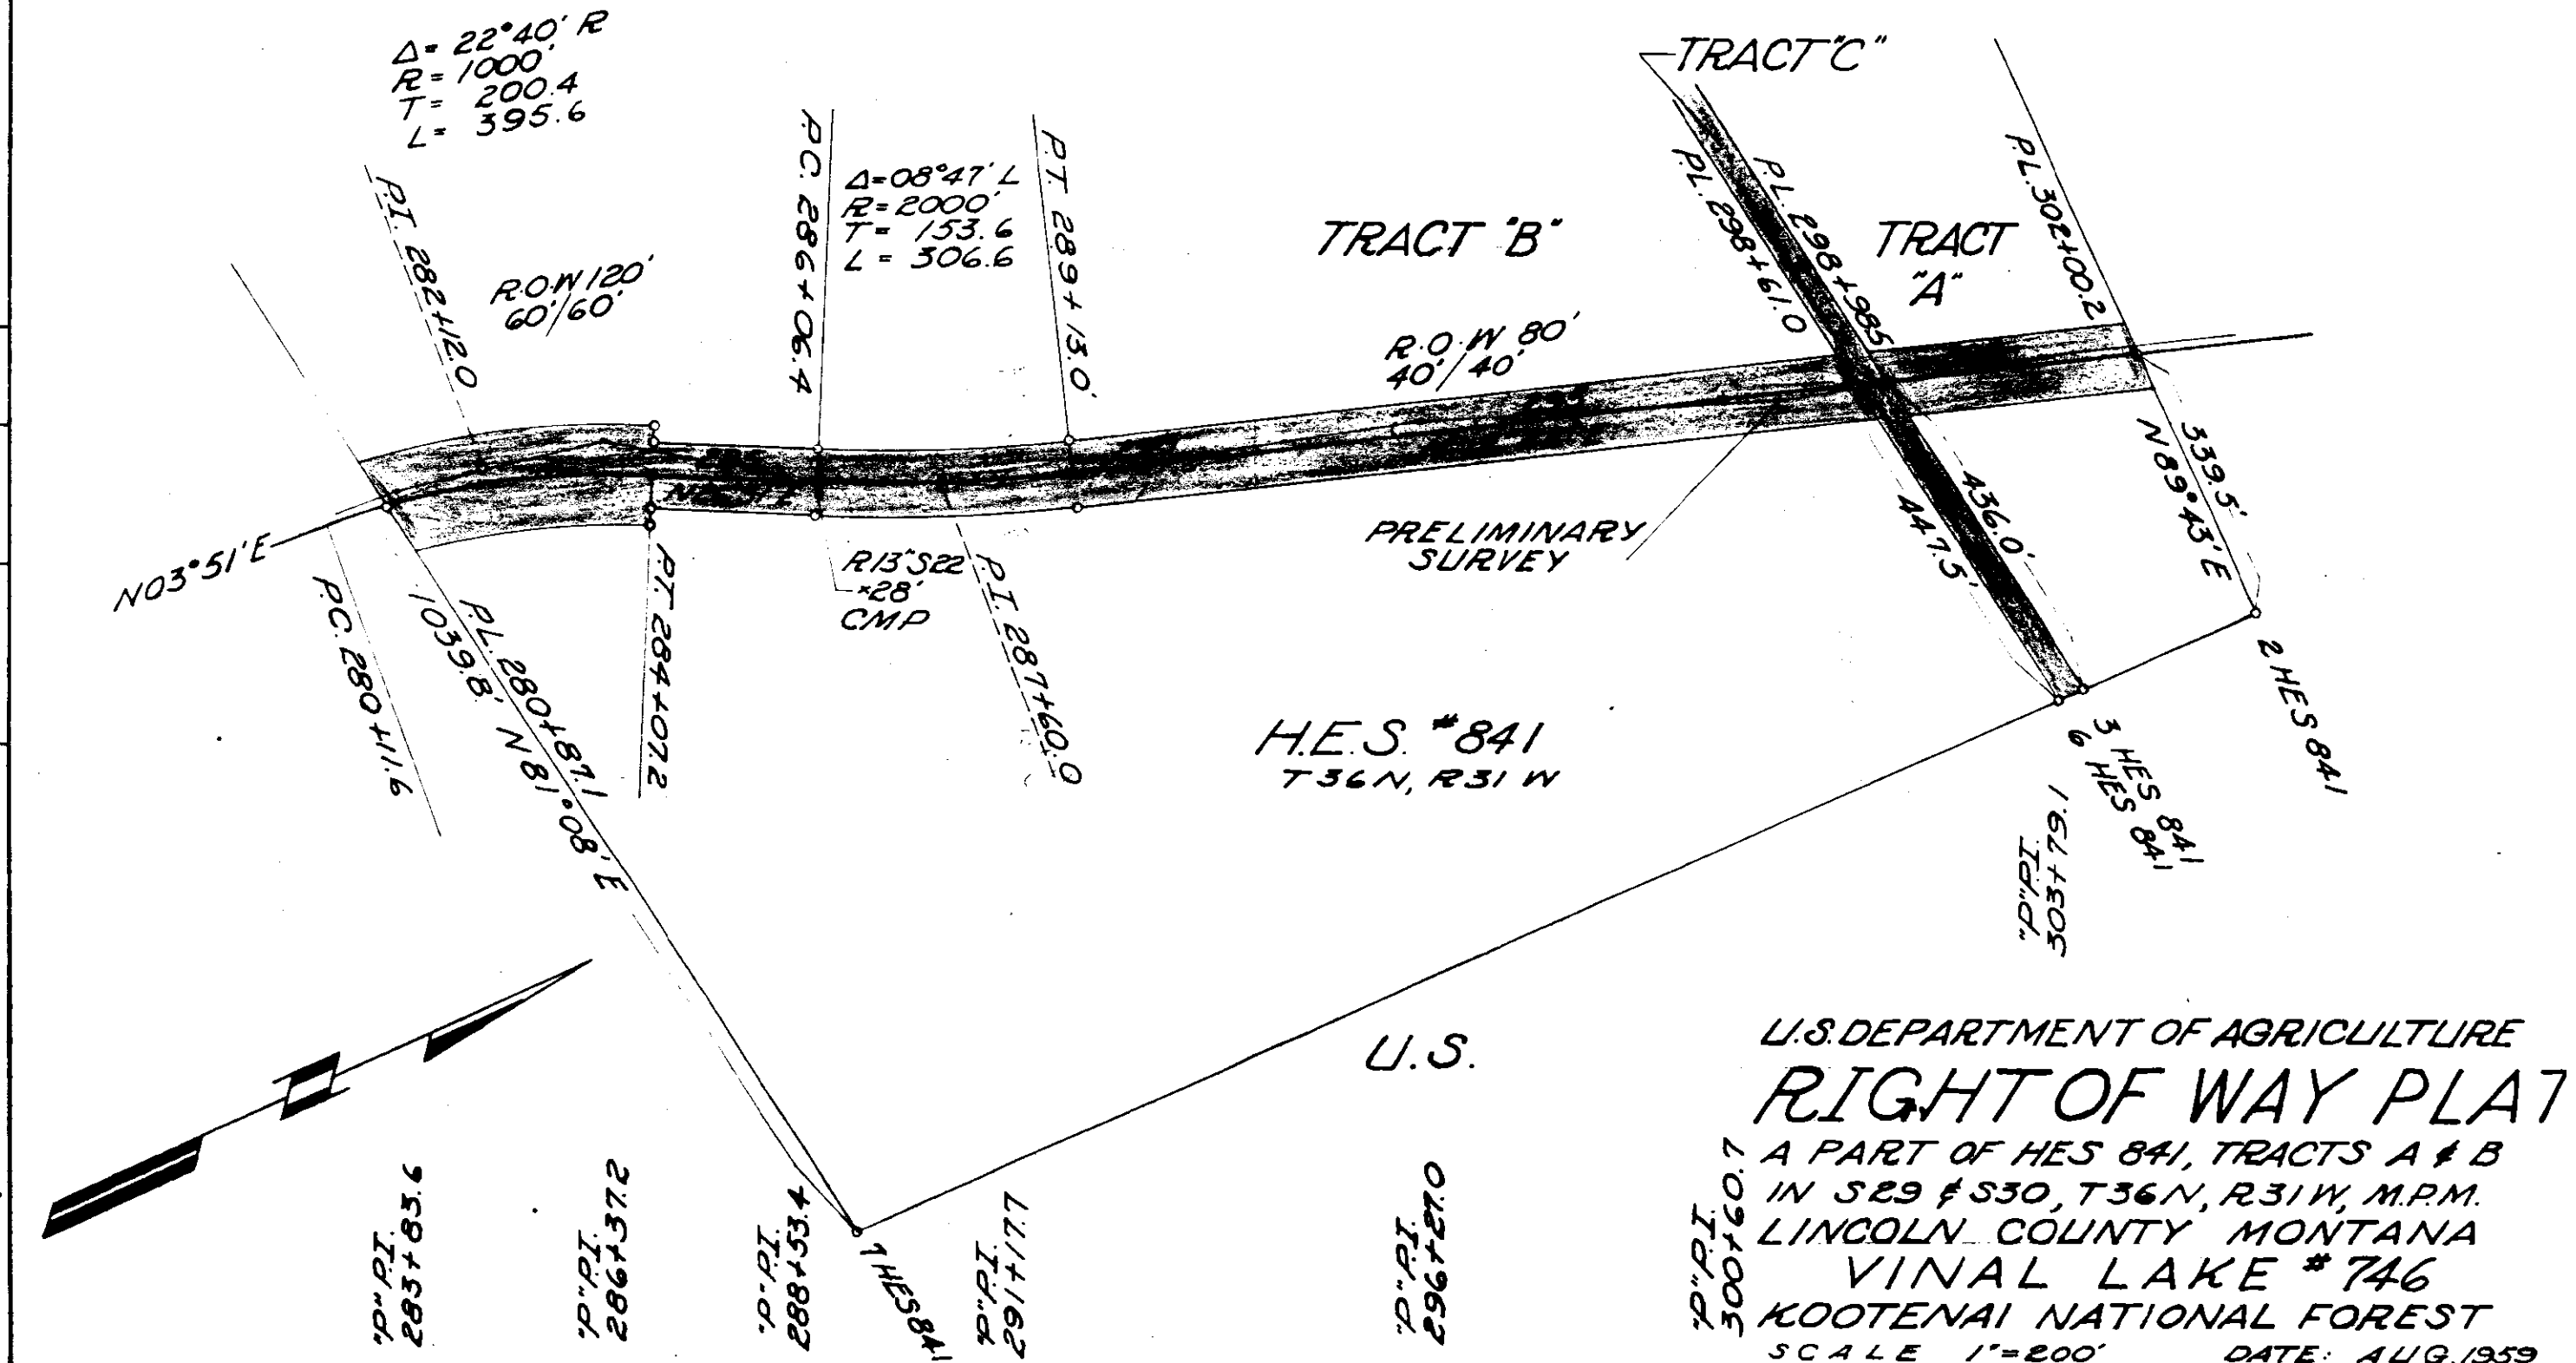 Δ= 22°40' R
R= 1000'
T= 200.4
L= 395.6
P.I. 282+12.0
R.O.W 120'
60'/60'
P.C. 286+06.4
Δ=08°47' L
R=2000'
T= 153.6
L= 306.6
P.T. 289+13.0'
TRACT "B"
TRACT "C"
P.L. 298+61.0
P.L. 298+98.5
TRACT
"A"
P.L. 302+00.2
R.O.W 80'
40'/40'
N03°51'E
P.C. 280+11.6
P.L. 280+87.1
1039.8' N81°08'E
P.T. 284+07.2
R13"S22
×28'
CMP
P.I. 287+60.0
PRELIMINARY
SURVEY
447.5'
436.0'
339.5'
N89°43'E
2 HES 841
3 HES 841
6 HES 841
H.E.S. #841
T36N, R31W
"P"P.I.
303+79.1
U.S.
7 HES 841
"P"P.I.
283+83.6
"P"P.I.
286+37.2
"P"P.I.
288+53.4
"P"P.I.
291+17.7
"P"P.I.
296+27.0
"P"P.I.
300+60.7
U.S. DEPARTMENT OF AGRICULTURE
RIGHT OF WAY PLAT
A PART OF HES 841, TRACTS A & B
IN S29 & S30, T36N, R31W, M.P.M.
LINCOLN COUNTY MONTANA
VINAL LAKE #746
KOOTENAI NATIONAL FOREST
SCALE 1"=200' DATE: AUG. 1959